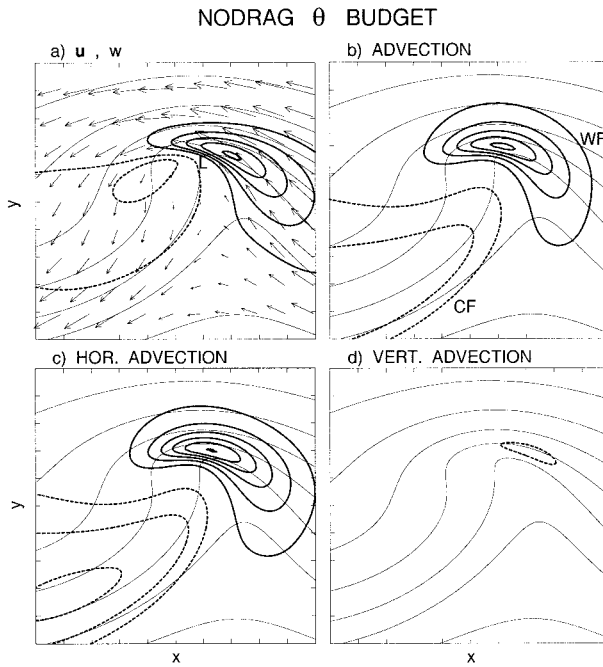 NODRAG θ BUDGET
a) u , w
b) ADVECTION
L
WF
y
CF
c) HOR. ADVECTION
d) VERT. ADVECTION
y
x
x